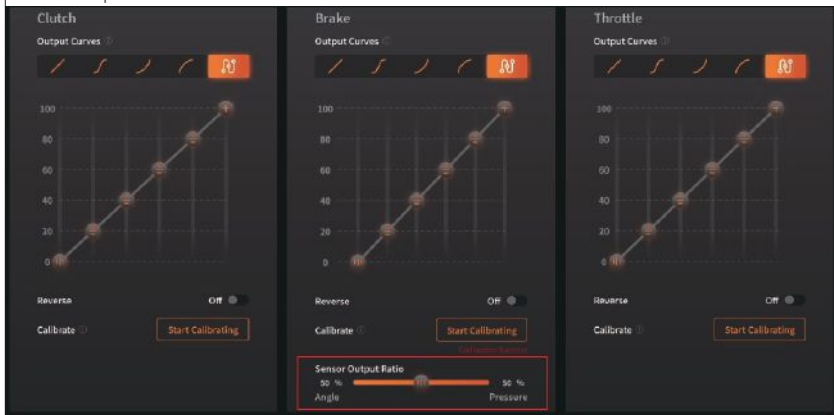 Clutch
Output Curves
100
80
60
40
20
0
Reverse Off
Calibrate Start Calibrating
Brake
Output Curves
100
80
60
40
20
0
Reverse Off
Calibrate Start Calibrating
Sensor Output Ratio
50 % 50 %
Angle Pressure
Throttle
Output Curves
100
80
60
40
20
0
Reverse Off
Calibrate Start Calibrating